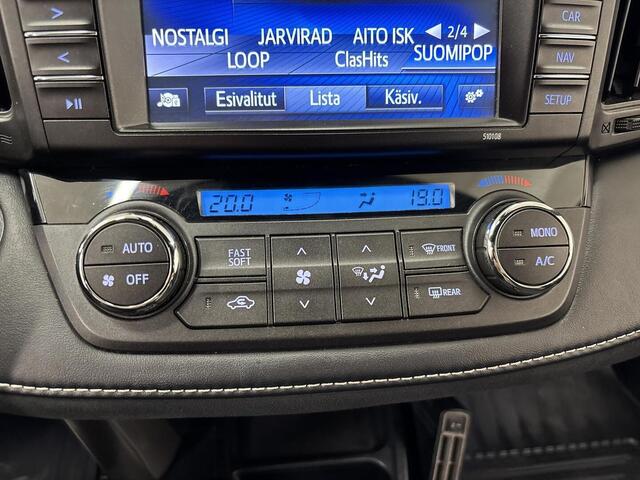 NOSTALGI JARVIRAD AITO ISK 2/4
LOOP ClasHits SUOMIPOP
Esivalitut Lista Käsiv.
CAR
NAV
SETUP
510108
20.0 19.0
AUTO
OFF
FAST
SOFT
FRONT
REAR
MONO
A/C